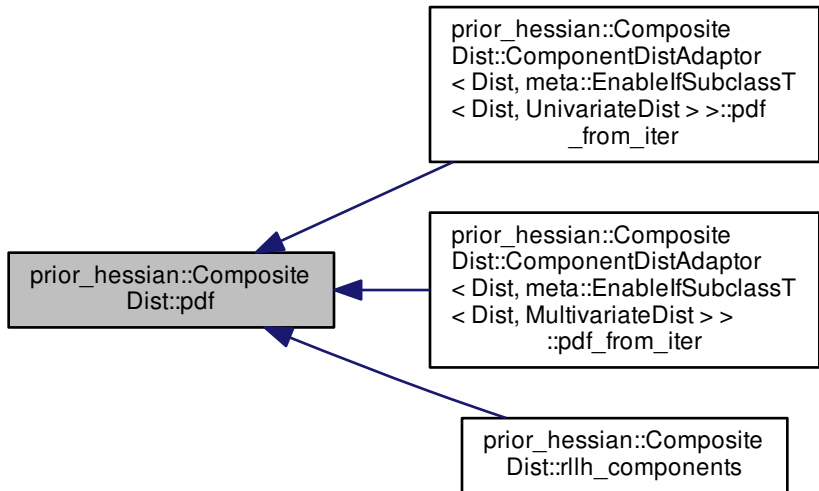 prior_hessian::Composite
Dist::ComponentDistAdaptor
< Dist, meta::EnableIfSubclassT
< Dist, UnivariateDist > >::pdf
_from_iter
prior_hessian::Composite
Dist::pdf
prior_hessian::Composite
Dist::ComponentDistAdaptor
< Dist, meta::EnableIfSubclassT
< Dist, MultivariateDist > >
::pdf_from_iter
prior_hessian::Composite
Dist::rllh_components